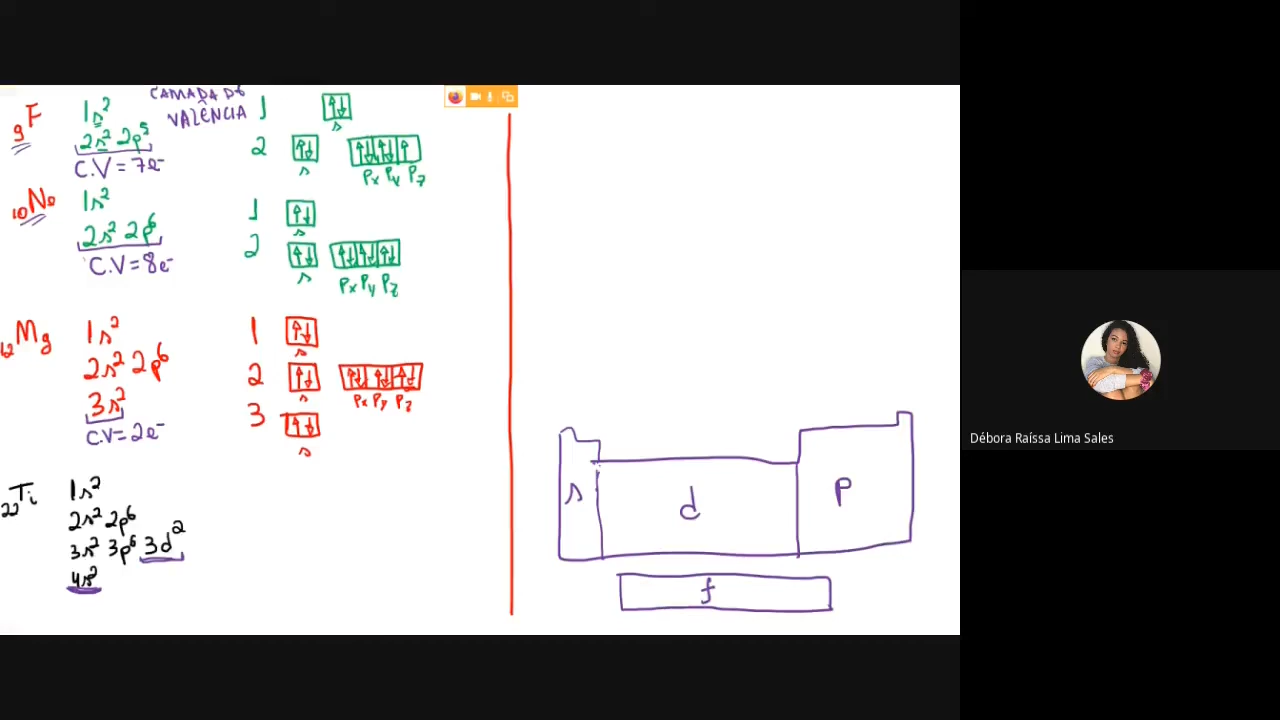 CAMADA DE
VALÊNCIA
9F 1s² 1 s
2s² 2p⁵ 2 s px py pz
C.V = 7e-
10Ne 1s² 1 s
2s² 2p⁶ 2 s px py pz
C.V = 8e-
12Mg 1s² 1 s
2s² 2p⁶ 2 s px py pz
3s² 3 s
C.V = 2e-
22Ti 1s²
2s² 2p⁶
3s² 3p⁶ 3d²
4s²
s d p
f
Débora Raíssa Lima Sales